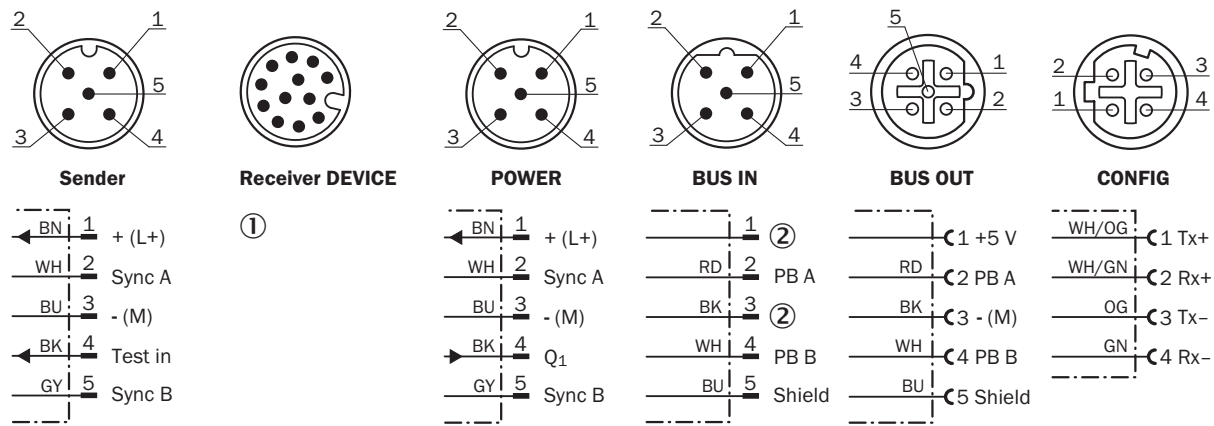 2 1
5
3 4
Sender
BN 1 + (L+)
WH 2 Sync A
BU 3 - (M)
BK 4 Test in
GY 5 Sync B
Receiver DEVICE
①
2 1
5
3 4
POWER
BN 1 + (L+)
WH 2 Sync A
BU 3 - (M)
BK 4 Q₁
GY 5 Sync B
2 1
5
3 4
BUS IN
1 ②
RD 2 PB A
BK 3 ②
WH 4 PB B
BU 5 Shield
5
4 1
3 2
BUS OUT
1 +5 V
RD 2 PB A
BK 3 - (M)
WH 4 PB B
BU 5 Shield
2 3
1 4
CONFIG
WH/OG 1 Tx+
WH/GN 2 Rx+
OG 3 Tx–
GN 4 Rx–